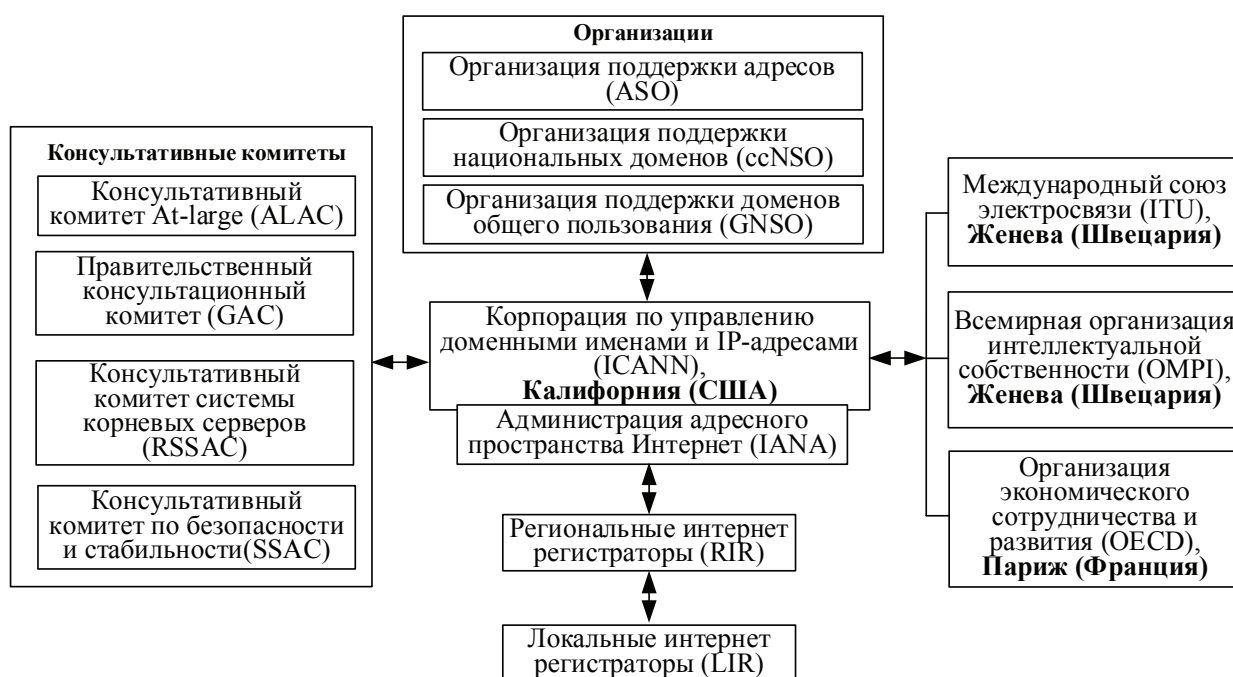 Организации
Организация поддержки адресов
(ASO)
Организация поддержки
национальных доменов (ccNSO)
Организация поддержки доменов
общего пользования (GNSO)
Консультативные комитеты
Консультативный
комитет At-large (ALAC)
Правительственный
консультационный
комитет (GAC)
Консультативный
комитет системы
корневых серверов
(RSSAC)
Консультативный
комитет по безопасности
и стабильности(SSAC)
Корпорация по управлению
доменными именами и IP-адресами
(ICANN),
Калифорния (США)
Администрация адресного
пространства Интернет (IANA)
Региональные интернет
регистраторы (RIR)
Локальные интернет
регистраторы (LIR)
Международный союз
электросвязи (ITU),
Женева (Швецария)
Всемирная организация
интеллектуальной
собственности (OMPI),
Женева (Швецария)
Организация
экономического
сотрудничества и
развития (OECD),
Париж (Франция)